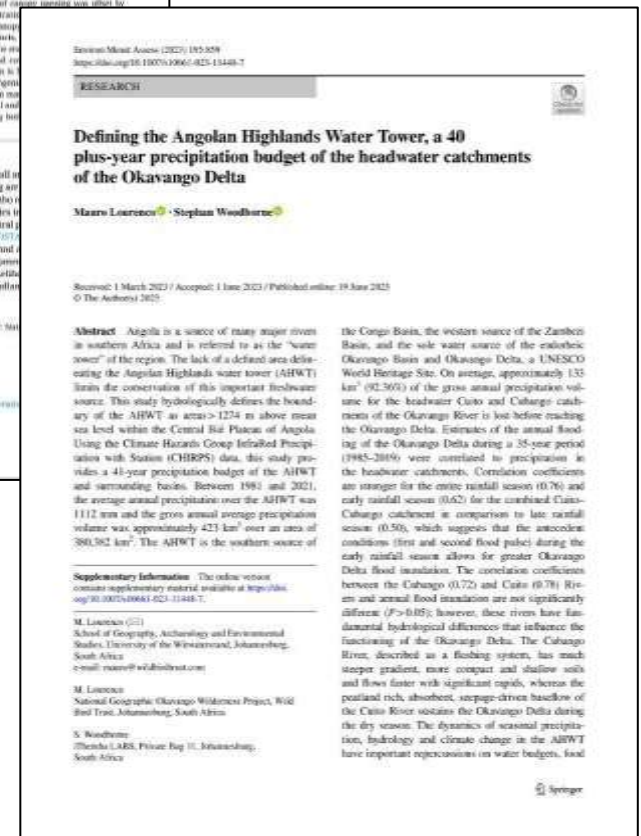 of canopy opening was offset by
Environ Monit Assess (2023) 195:859
https://doi.org/10.1007/s10661-023-11448-7
RESEARCH
Defining the Angolan Highlands Water Tower, a 40
plus-year precipitation budget of the headwater catchments
of the Okavango Delta
Mauro Lourenco · Stephan Woodborne
Received: 1 March 2023 / Accepted: 1 June 2023 / Published online: 19 June 2023
© The Author(s) 2023
Abstract Angola is a source of many major rivers
in southern Africa and is referred to as the “water
tower” of the region. The lack of a defined area delin-
eating the Angolan Highlands water tower (AHWT)
limits the conservation of this important freshwater
source. This study hydrologically defines the bound-
ary of the AHWT as areas > 1274 m above mean
sea level within the Central Bié Plateau of Angola.
Using the Climate Hazards Group InfraRed Precipi-
tation with Station (CHIRPS) data, this study pro-
vides a 41-year precipitation budget of the AHWT
and surrounding basins. Between 1981 and 2021,
the average annual precipitation over the AHWT was
1112 mm and the gross annual average precipitation
volume was approximately 423 km³ over an area of
380,382 km². The AHWT is the southern source of
Supplementary Information The online version
contains supplementary material available at https://doi.
org/10.1007/s10661-023-11448-7.
M. Lourenco
School of Geography, Archaeology and Environmental
Studies, University of the Witwatersrand, Johannesburg,
South Africa
e-mail: mauro@wildbirdtrust.com
M. Lourenco
National Geographic Okavango Wilderness Project, Wild
Bird Trust, Johannesburg, South Africa
S. Woodborne
iThemba LABS, Private Bag 11, Johannesburg,
South Africa
the Congo Basin, the western source of the Zambezi
Basin, and the sole water source of the endorheic
Okavango Basin and Okavango Delta, a UNESCO
World Heritage Site. On average, approximately 133
km³ (92.36%) of the gross annual precipitation vol-
ume for the headwater Cuito and Cubango catch-
ments of the Okavango River is lost before reaching
the Okavango Delta. Estimates of the annual flood-
ing of the Okavango Delta during a 35-year period
(1985–2019) were correlated to precipitation in
the headwater catchments. Correlation coefficients
are stronger for the entire rainfall season (0.76) and
early rainfall season (0.62) for the combined Cuito-
Cubango catchment in comparison to late rainfall
season (0.50), which suggests that the antecedent
conditions (first and second flood pulse) during the
early rainfall season allows for greater Okavango
Delta flood inundation. The correlation coefficients
between the Cubango (0.72) and Cuito (0.78) Riv-
ers and annual flood inundation are not significantly
different (P > 0.05); however, these rivers have fun-
damental hydrological differences that influence the
functioning of the Okavango Delta. The Cubango
River, described as a flushing system, has much
steeper gradient, more compact and shallow soils
and flows faster with significant rapids, whereas the
peatland rich, absorbent, seepage-driven baseflow of
the Cuito River sustains the Okavango Delta during
the dry season. The dynamics of seasonal precipita-
tion, hydrology and climate change in the AHWT
have important repercussions on water budgets, food
Springer